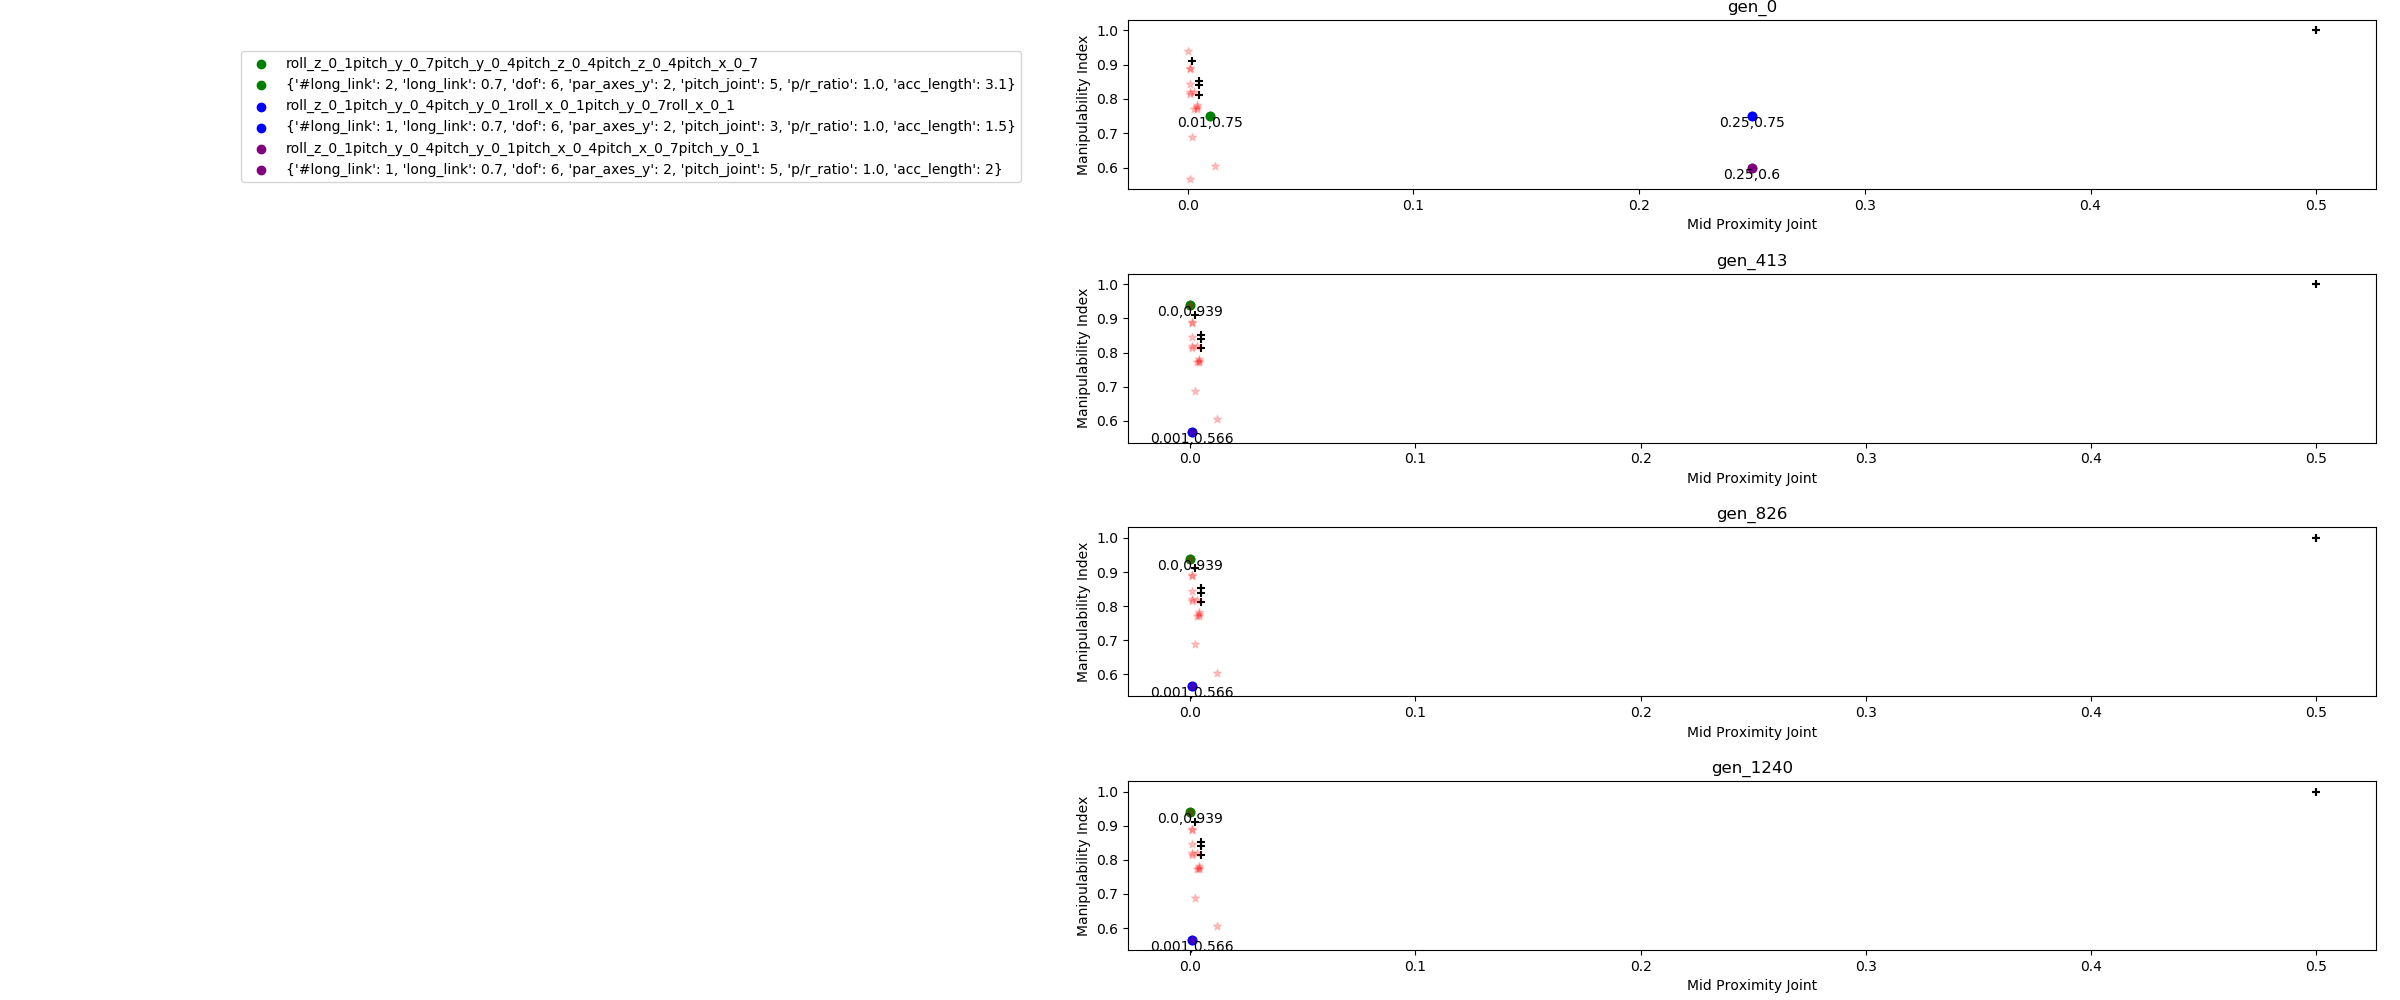 roll_z_0_1pitch_y_0_7pitch_y_0_4pitch_z_0_4pitch_z_0_4pitch_x_0_7
{'#long_link': 2, 'long_link': 0.7, 'dof': 6, 'par_axes_y': 2, 'pitch_joint': 5, 'p/r_ratio': 1.0, 'acc_length': 3.1}
roll_z_0_1pitch_y_0_4pitch_y_0_1roll_x_0_1pitch_y_0_7roll_x_0_1
{'#long_link': 1, 'long_link': 0.7, 'dof': 6, 'par_axes_y': 2, 'pitch_joint': 3, 'p/r_ratio': 1.0, 'acc_length': 1.5}
roll_z_0_1pitch_y_0_4pitch_y_0_1pitch_x_0_4pitch_x_0_7pitch_y_0_1
{'#long_link': 1, 'long_link': 0.7, 'dof': 6, 'par_axes_y': 2, 'pitch_joint': 5, 'p/r_ratio': 1.0, 'acc_length': 2}
gen_0
Manipulability Index
1.0
0.9
0.8
0.7
0.6
0.01,0.75
0.25,0.75
0.25,0.6
0.0 0.1 0.2 0.3 0.4 0.5
Mid Proximity Joint
gen_413
Manipulability Index
1.0
0.9
0.8
0.7
0.6
0.0,0.939
0.001,0.566
0.0 0.1 0.2 0.3 0.4 0.5
Mid Proximity Joint
gen_826
Manipulability Index
1.0
0.9
0.8
0.7
0.6
0.0,0.939
0.001,0.566
0.0 0.1 0.2 0.3 0.4 0.5
Mid Proximity Joint
gen_1240
Manipulability Index
1.0
0.9
0.8
0.7
0.6
0.0,0.939
0.001,0.566
0.0 0.1 0.2 0.3 0.4 0.5
Mid Proximity Joint